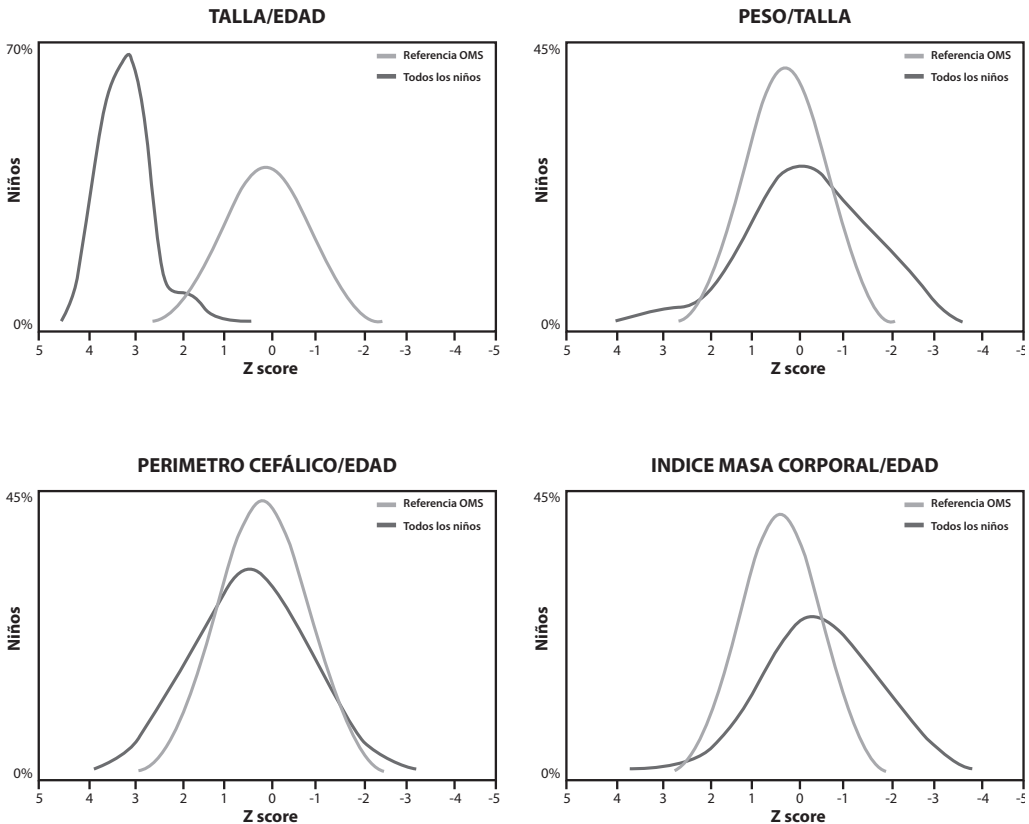 TALLA/EDAD
70%
Referencia OMS
Todos los niños
Niños
0%
5 4 3 2 1 0 -1 -2 -3 -4 -5
Z score
PESO/TALLA
45%
Referencia OMS
Todos los niños
Niños
0%
5 4 3 2 1 0 -1 -2 -3 -4 -5
Z score
PERIMETRO CEFÁLICO/EDAD
45%
Referencia OMS
Todos los niños
Niños
0%
5 4 3 2 1 0 -1 -2 -3 -4 -5
Z score
INDICE MASA CORPORAL/EDAD
45%
Referencia OMS
Todos los niños
Niños
0%
5 4 3 2 1 0 -1 -2 -3 -4 -5
Z score